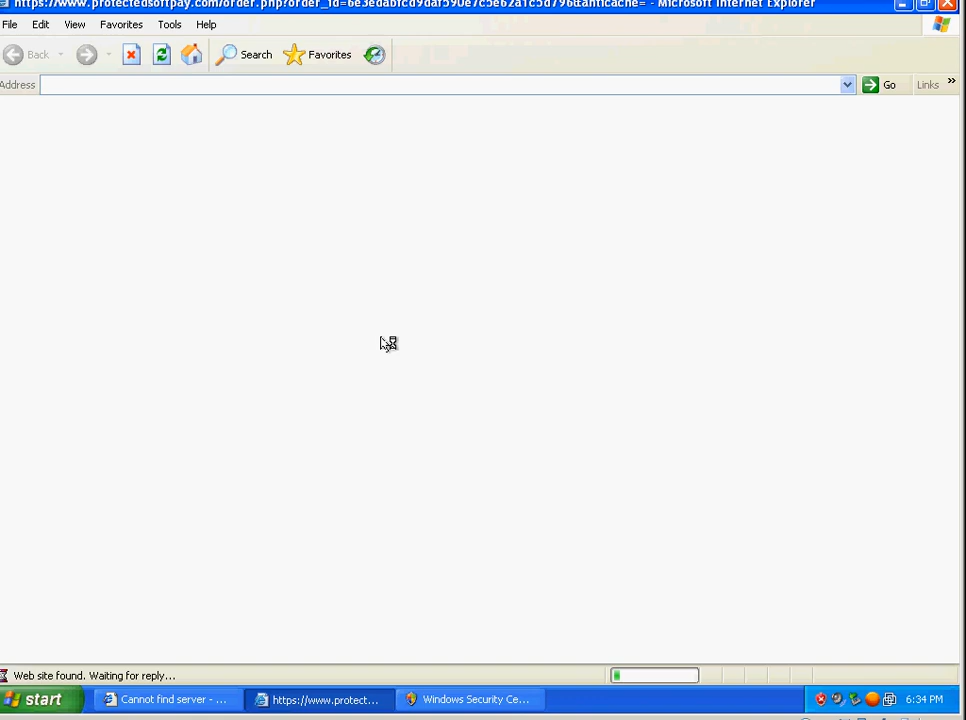 https://www.protectedsoftpay.com/order.php?order_id=6e3edabfcd9daf590e7c5e62a1c5d796&anticache= - Microsoft Internet Explorer
File Edit View Favorites Tools Help
Back Search Favorites
Address Go Links »
Web site found. Waiting for reply...
start Cannot find server - ... https://www.protect... Windows Security Ce... 6:34 PM